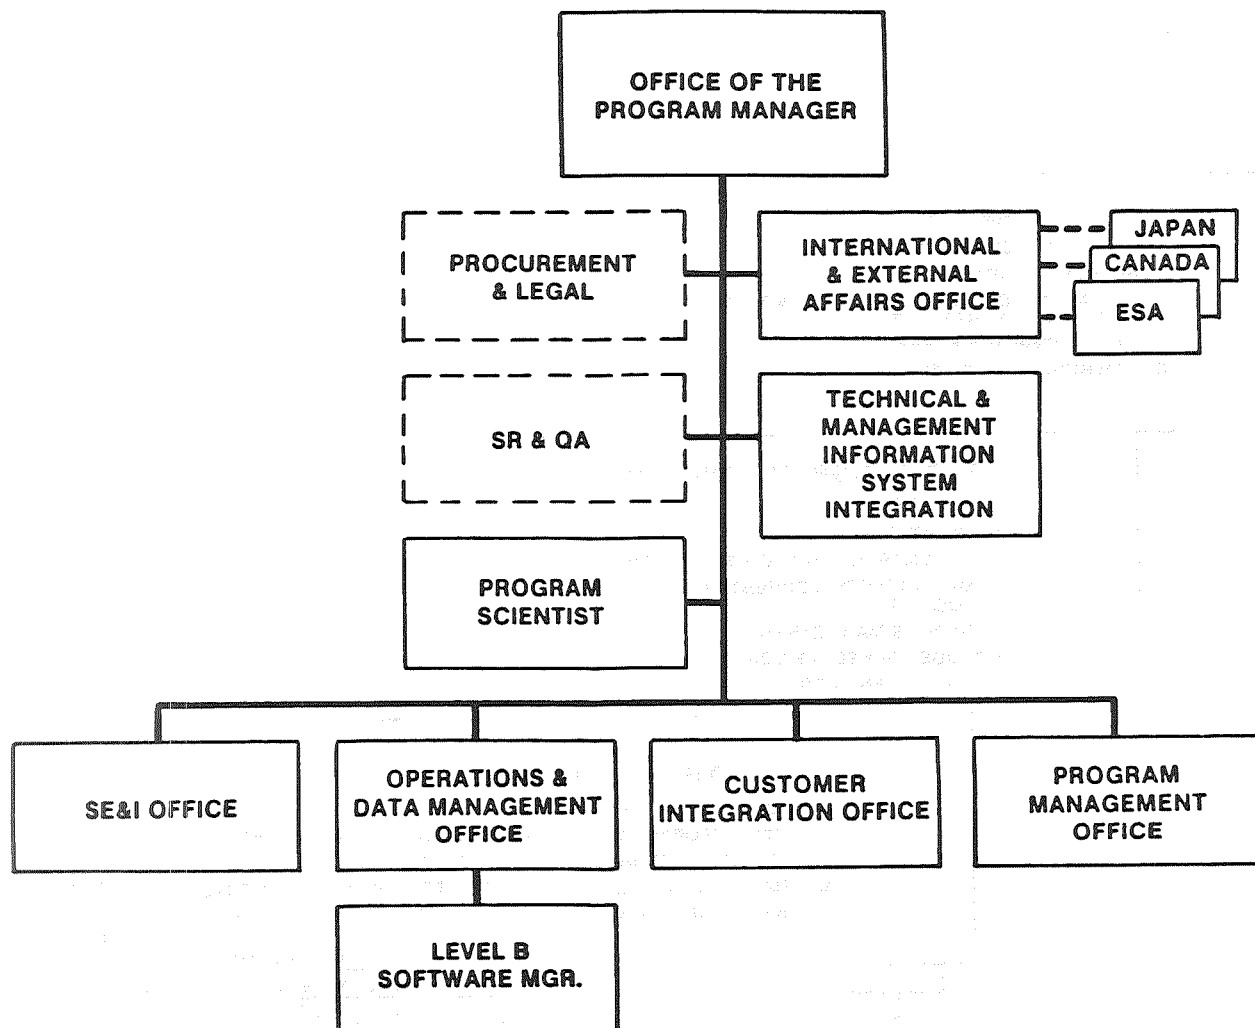 OFFICE OF THE
PROGRAM MANAGER
PROCUREMENT
& LEGAL
INTERNATIONAL
& EXTERNAL
AFFAIRS OFFICE
JAPAN
CANADA
ESA
SR & QA
TECHNICAL &
MANAGEMENT
INFORMATION
SYSTEM
INTEGRATION
PROGRAM
SCIENTIST
SE&I OFFICE
OPERATIONS &
DATA MANAGEMENT
OFFICE
CUSTOMER
INTEGRATION OFFICE
PROGRAM
MANAGEMENT
OFFICE
LEVEL B
SOFTWARE MGR.